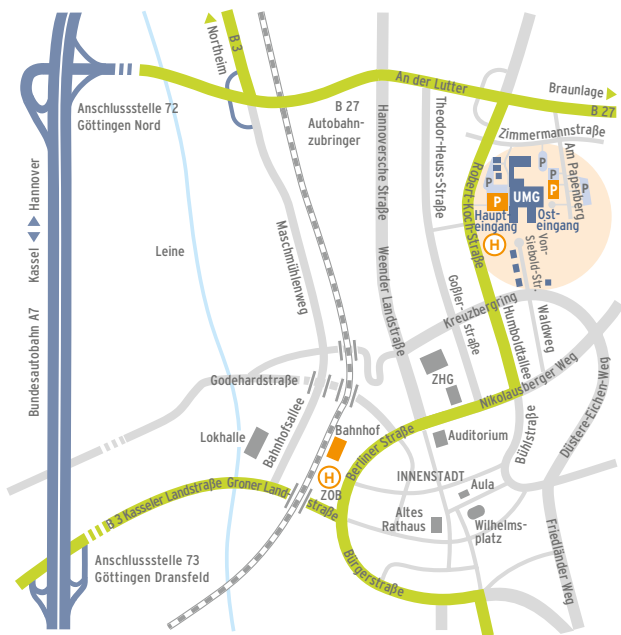 Northeim
B 3
An der Lutter
Braunlage
B 27
Anschlussstelle 72
Göttingen Nord
B 27
Autobahn-
zubringer
Hannoversche Straße
Theodor-Heuss-Straße
Zimmermannstraße
Am Papenberg
Robert-Koch-Straße
P
P
P
P
P
P
UMG
Haupt-
eingang
Ost-
eingang
H
Von-
Siebold-Str.
Kassel
Hannover
Bundesautobahn A7
Leine
Maschmühlenweg
Weender Landstraße
Goßler-
straße
Kreuzbergring
Humboldtallee
Waldweg
Godehardstraße
ZHG
Nikolausberger Weg
Düstere-Eichen-Weg
Lokhalle
Bahnhofsallee
Bahnhof
Berliner Straße
Auditorium
Bühlstraße
H
ZOB
INNENSTADT
Aula
B 3 Kasseler Landstraße
Groner Land-
straße
Altes
Rathaus
Wilhelms-
platz
Friedländer Weg
Anschlussstelle 73
Göttingen Dransfeld
Bürgerstraße